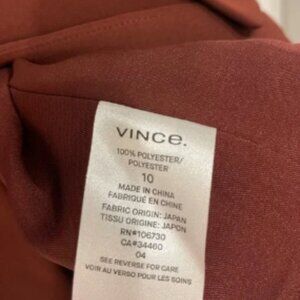 VINCE.
100% POLYESTER/
POLYESTER
10
MADE IN CHINA
FABRIQUÉ EN CHINE
FABRIC ORIGIN: JAPAN
TISSU ORIGINE: JAPON
RN#106730
CA#34460
04
SEE REVERSE FOR CARE
VOIR AU VERSO POUR LES SOINS